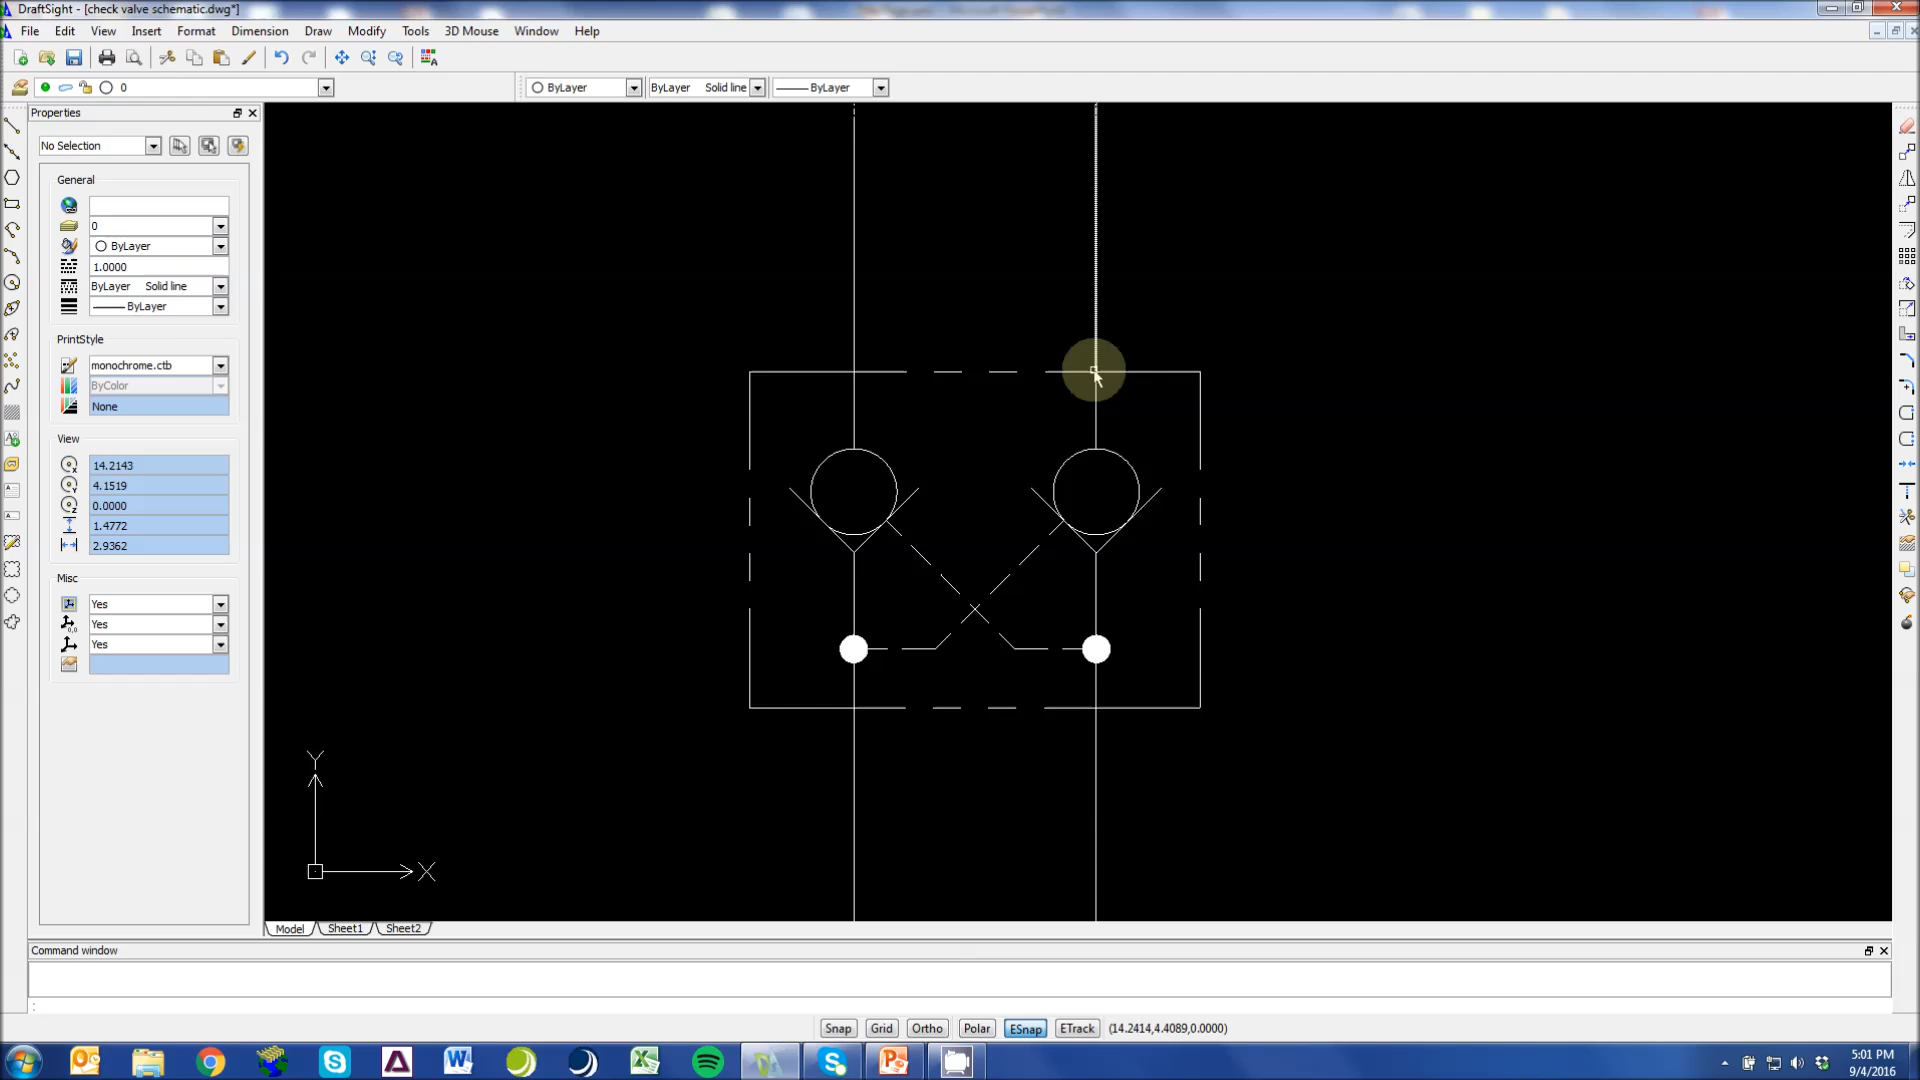 DraftSight - [check valve schematic.dwg*]
File Edit View Insert Format Dimension Draw Modify Tools 3D Mouse Window Help
0 ByLayer ByLayer Solid line ByLayer
Properties
No Selection
General
0
ByLayer
1.0000
ByLayer Solid line
ByLayer
PrintStyle
monochrome.ctb
ByColor
None
View
14.2143
4.1519
0.0000
1.4772
2.9362
Misc
Yes
Yes
Yes
Y
X
Model Sheet1 Sheet2
Command window
:
Snap Grid Ortho Polar ESnap ETrack (14.2414,4.4089,0.0000)
5:01 PM
9/4/2016